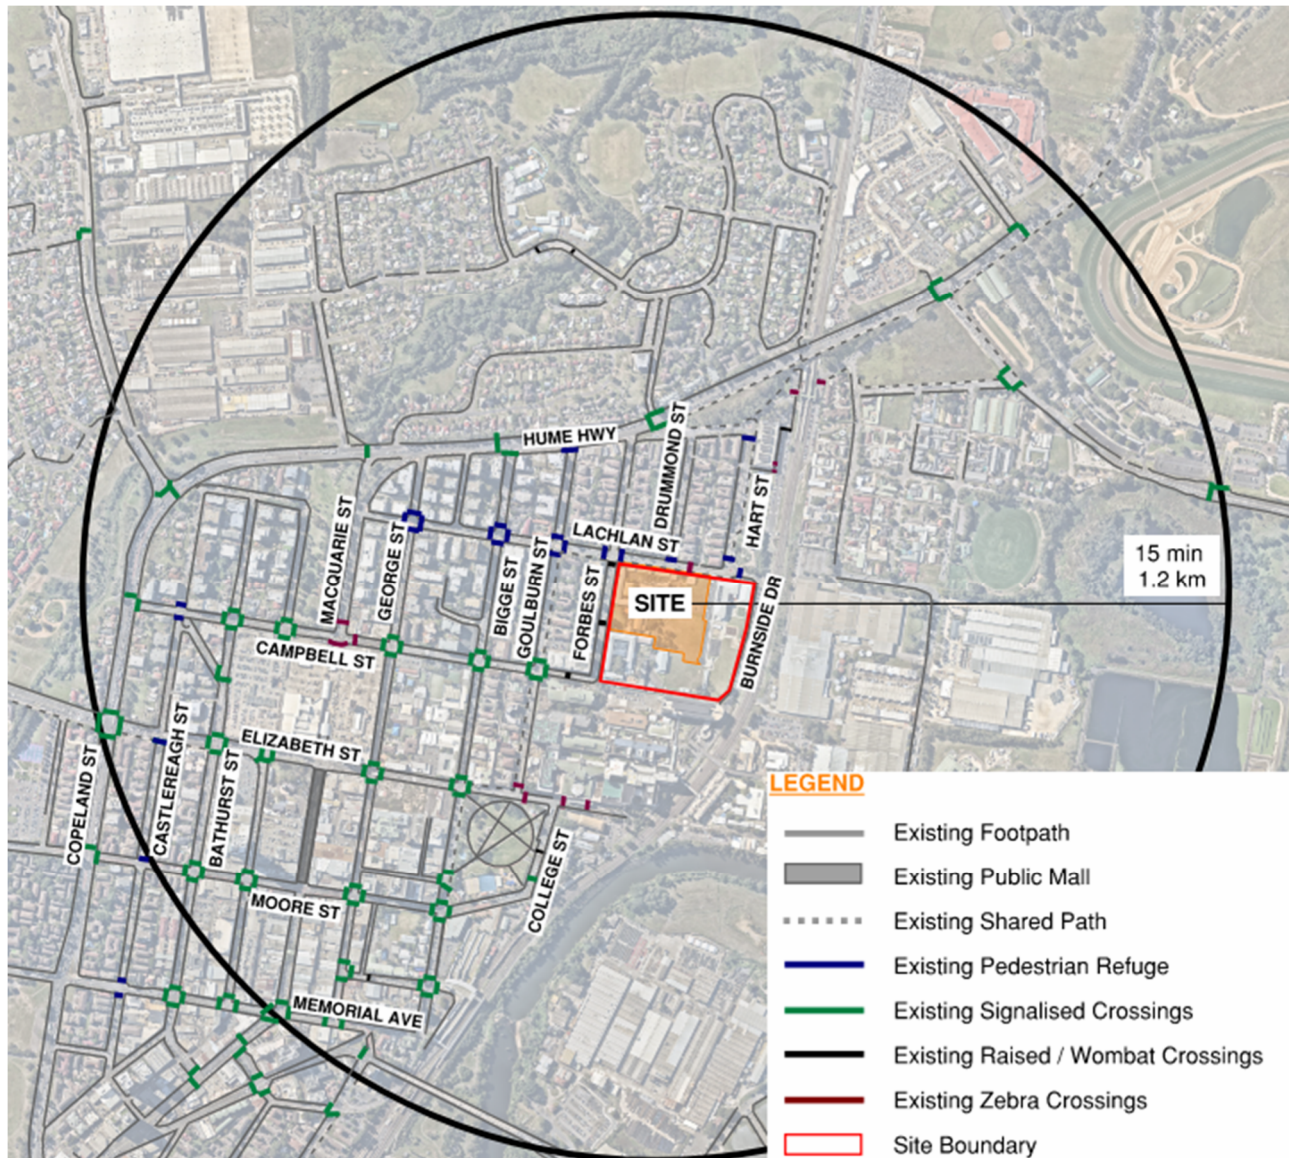 HUME HWY
DRUMMOND ST
HART ST
MACQUARIE ST
GEORGE ST
LACHLAN ST
BIGGE ST
GOULBURN ST
FORBES ST
SITE
BURNSIDE DR
15 min
1.2 km
CAMPBELL ST
ELIZABETH ST
COPELAND ST
CASTLEREAGH ST
BATHURST ST
COLLEGE ST
MOORE ST
MEMORIAL AVE
LEGEND
Existing Footpath
Existing Public Mall
Existing Shared Path
Existing Pedestrian Refuge
Existing Signalised Crossings
Existing Raised / Wombat Crossings
Existing Zebra Crossings
Site Boundary